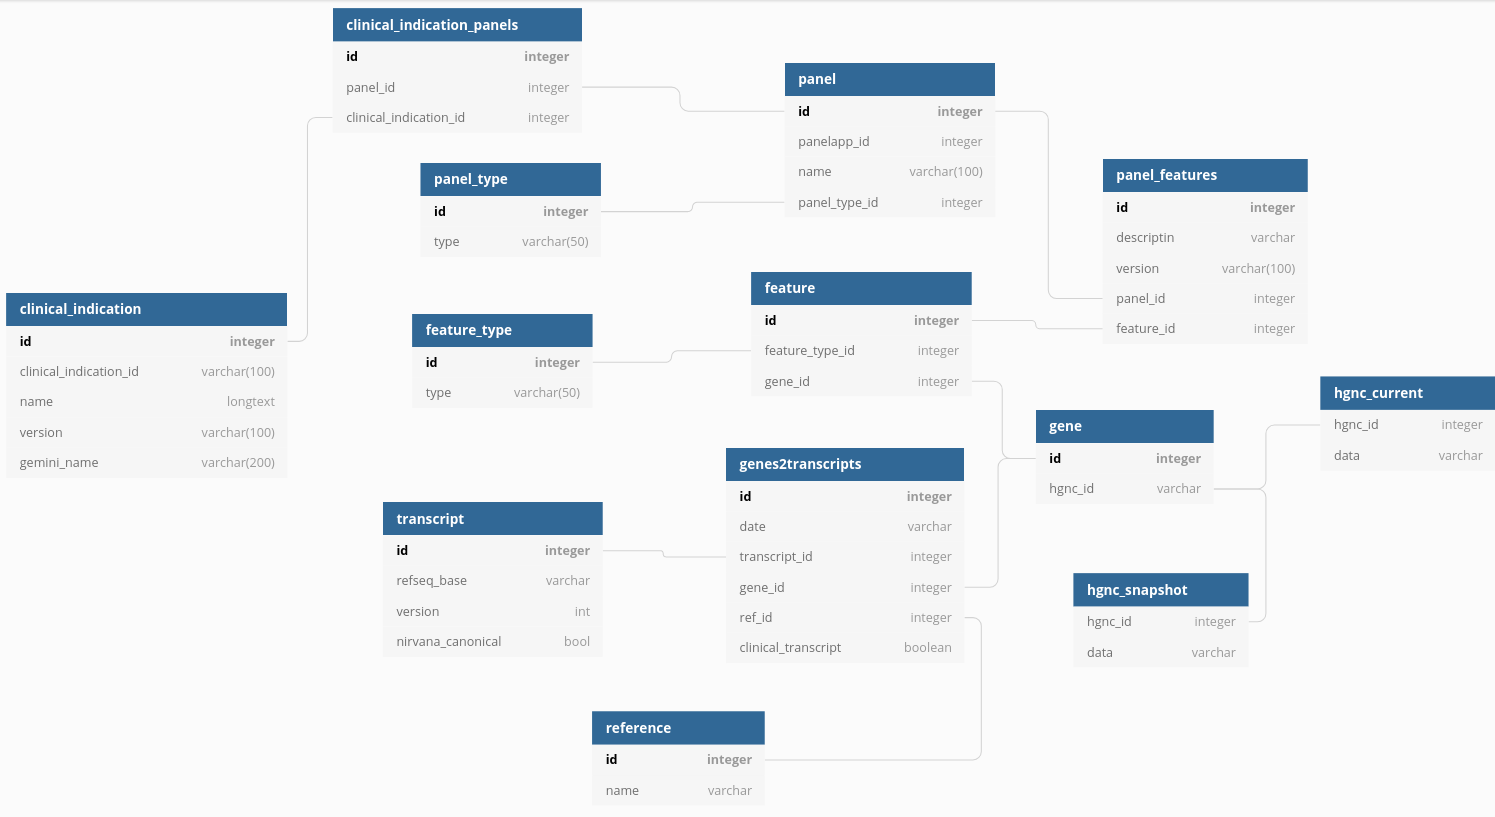 clinical_indication_panels
id integer
panel_id integer
clinical_indication_id integer
panel
id integer
panelapp_id integer
name varchar(100)
panel_type_id integer
panel_type
id integer
type varchar(50)
panel_features
id integer
descriptin varchar
version varchar(100)
panel_id integer
feature_id integer
clinical_indication
id integer
clinical_indication_id varchar(100)
name longtext
version varchar(100)
gemini_name varchar(200)
feature_type
id integer
type varchar(50)
feature
id integer
feature_type_id integer
gene_id integer
hgnc_current
hgnc_id integer
data varchar
gene
id integer
hgnc_id varchar
genes2transcripts
id integer
date varchar
transcript_id integer
gene_id integer
ref_id integer
clinical_transcript boolean
transcript
id integer
refseq_base varchar
version int
nirvana_canonical bool
hgnc_snapshot
hgnc_id integer
data varchar
reference
id integer
name varchar